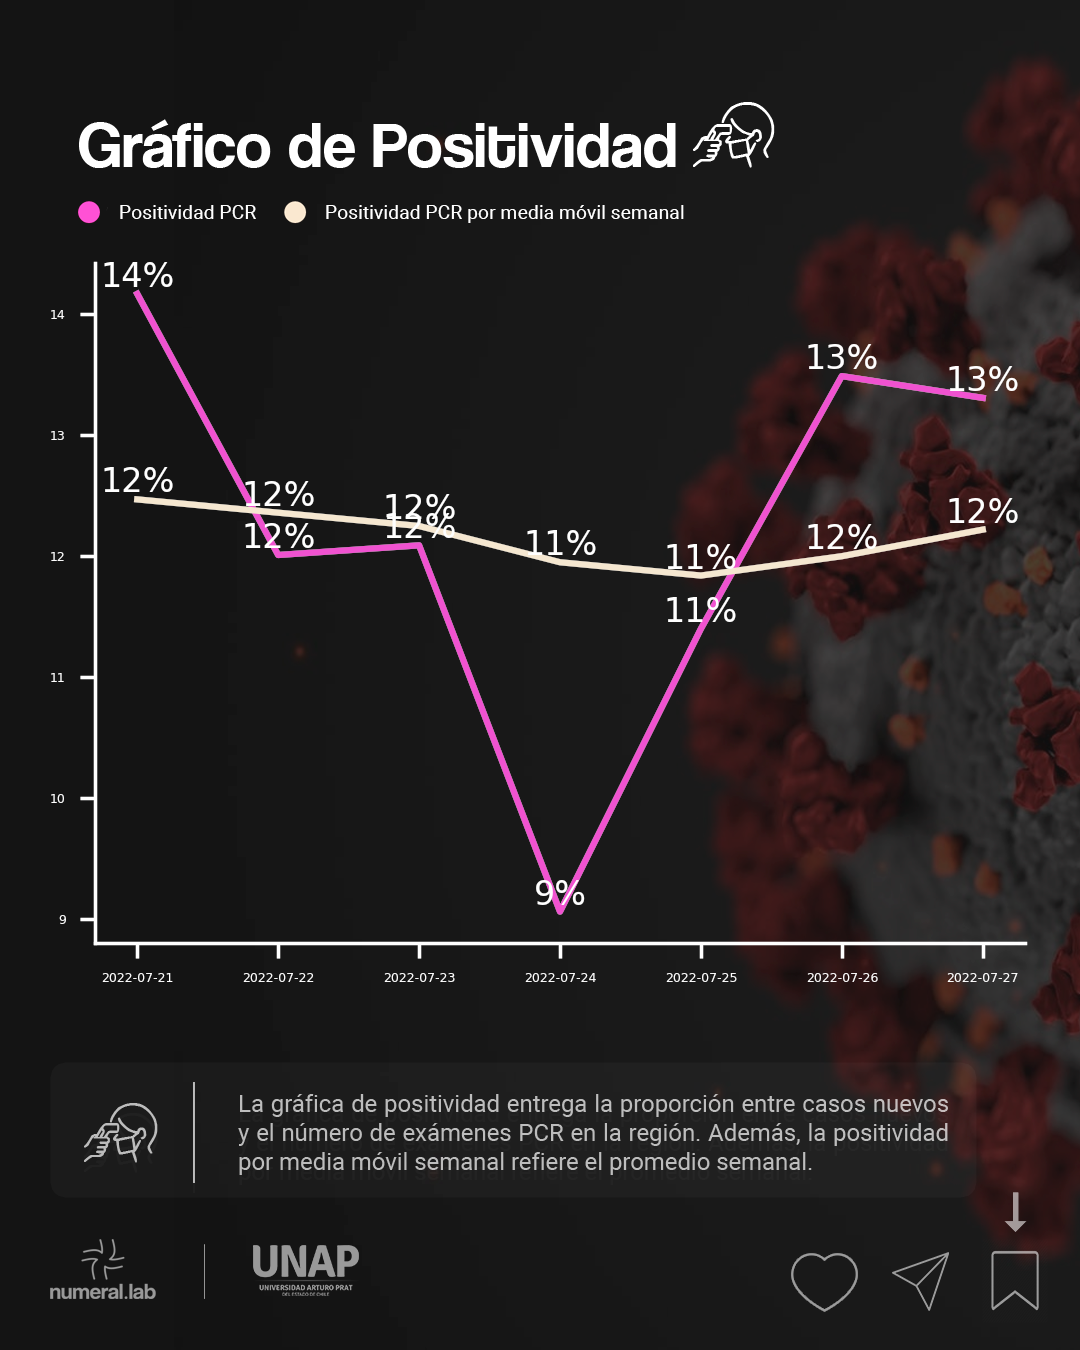 Gráfico de Positividad
Positividad PCR
Positividad PCR por media móvil semanal
14%
14
13%
13%
13
12%
12%
12%
12%
12%
12%
12%
11%
11%
12
11%
11
10
9%
9
2022-07-21
2022-07-22
2022-07-23
2022-07-24
2022-07-25
2022-07-26
2022-07-27
La gráfica de positividad entrega la proporción entre casos nuevos
y el número de exámenes PCR en la región. Además, la positividad
por media móvil semanal refiere el promedio semanal.
numeral.lab
UNAP
UNIVERSIDAD ARTURO PRAT
DEL ESTADO DE CHILE